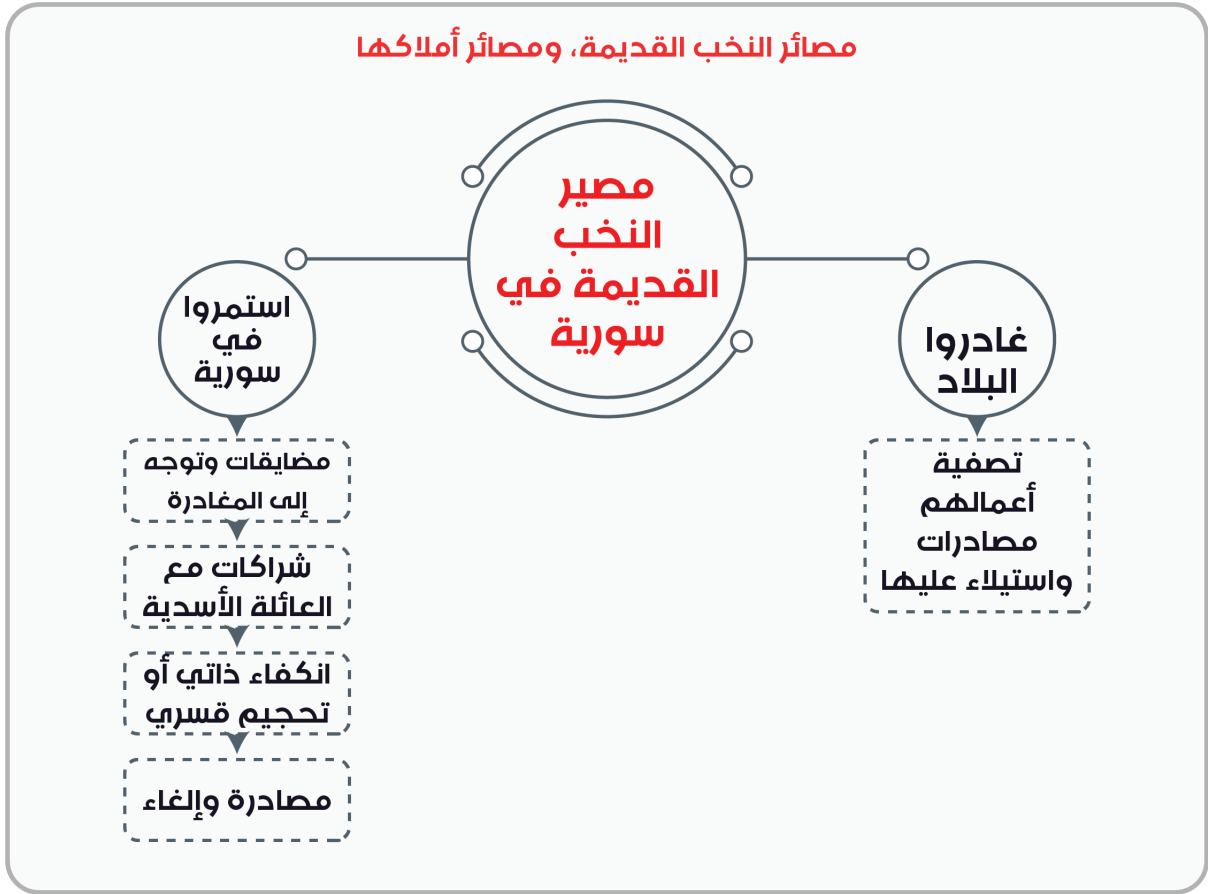 مصائر النخب القديمة، ومصائر أملاكها
مصير
النخب
القديمة في
سورية
غادروا
البلاد
تصفية
أعمالهم
مصادرات
واستيلاء عليها
استمروا
في
سورية
مضايقات وتوجه
إلى المغادرة
شراكات مع
العائلة الأسدية
انكفاء ذاتي أو
تحجيم قسري
مصادرة وإلغاء